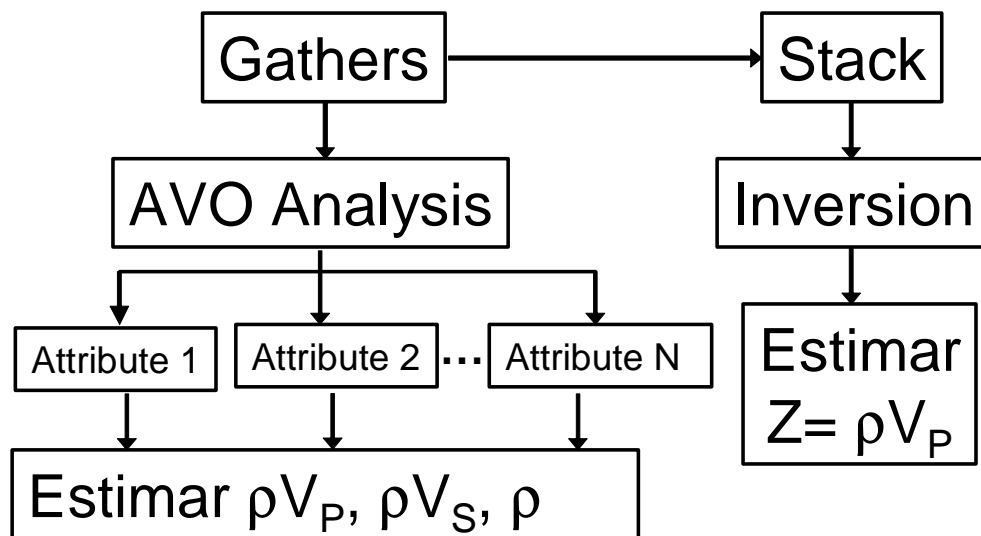 Gathers
Stack
AVO Analysis
Inversion
Attribute 1
Attribute 2
...
Attribute N
Estimar
Z= ρVP
Estimar ρVP, ρVS, ρ